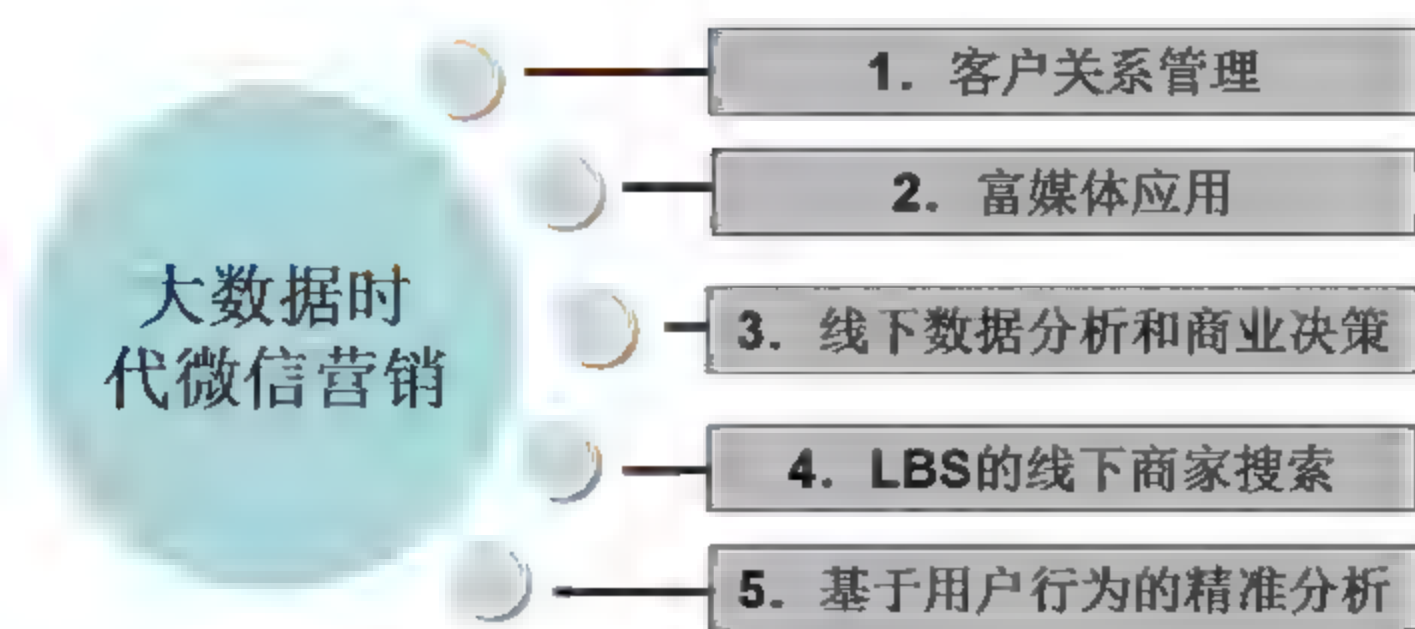 大数据时
代微信营销
1. 客户关系管理
2. 富媒体应用
3. 线下数据分析和商业决策
4. LBS的线下商家搜索
5. 基于用户行为的精准分析